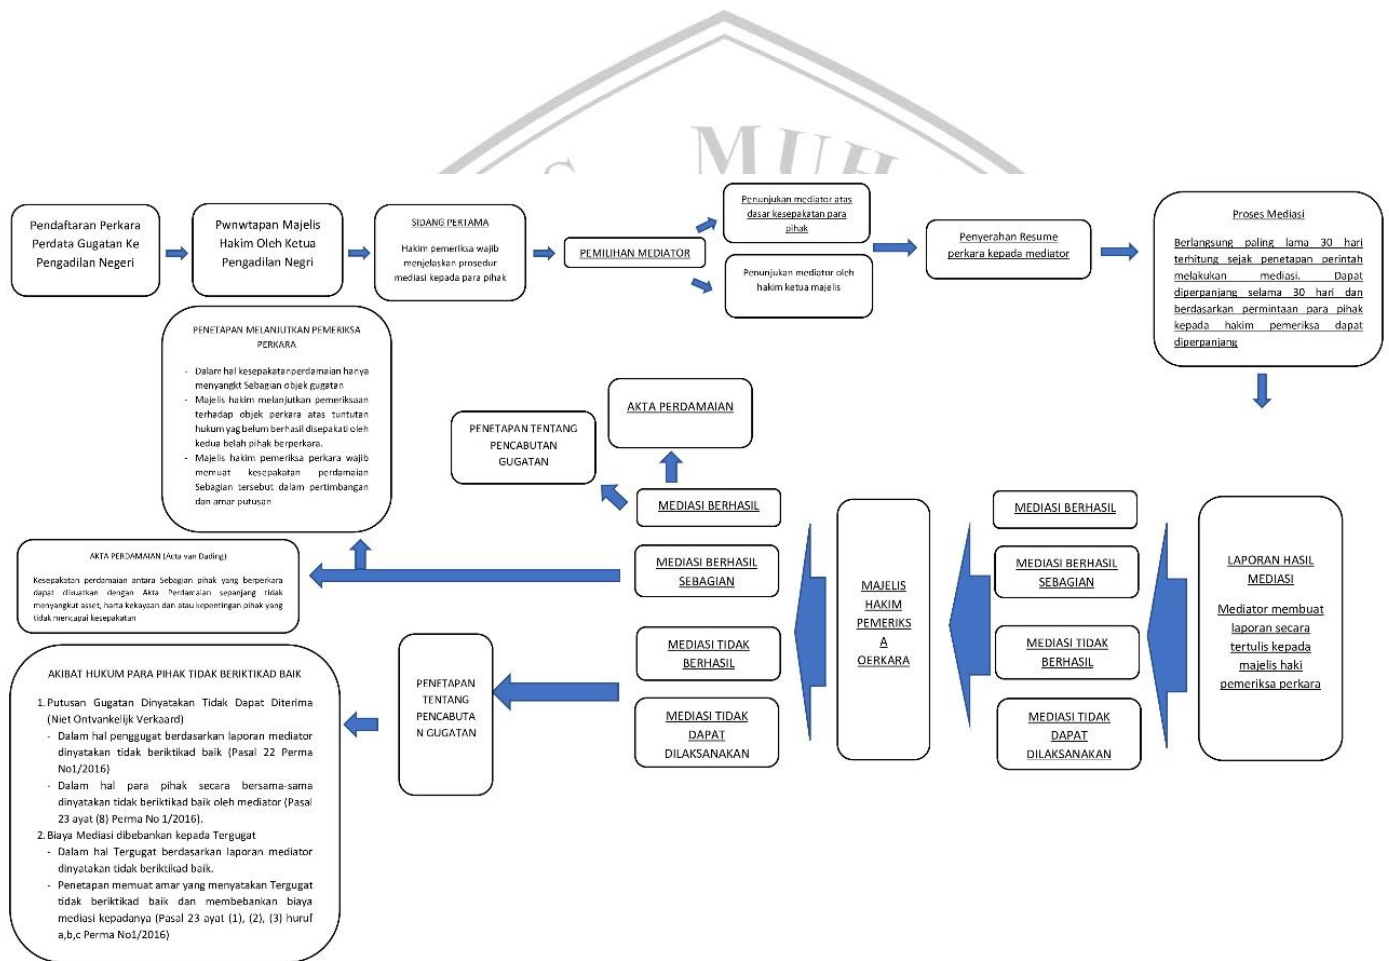 S MUH
Pendaftaran Perkara
Perdata Gugatan Ke
Pengadilan Negeri
Pwnwtapan Majelis
Hakim Oleh Ketua
Pengadilan Negri
SIDANG PERTAMA
Hakim pemeriksa wajib
menjelaskan prosedur
mediasi kepada para pihak
PEMILIHAN MEDIATOR
Penunjukan mediator atas
dasar kesepakatan para
pihak
Penunjukan mediator oleh
hakim ketua majelis
Penyerahan Resume
perkara kepada mediator
Proses Mediasi
Berlangsung paling lama 30 hari
terhitung sejak penetapan perintah
melakukan mediasi. Dapat
diperpanjang selama 30 hari dan
berdasarkan permintaan para pihak
kepada hakim pemeriksa dapat
diperpanjang
PENETAPAN MELANJUTKAN PEMERIKSA
PERKARA
- Dalam hal kesepakatanperdamaian hanya
menyangkt Sebagian objek gugatan
- Majelis hakim melanjutkan pemeriksaan
terhadap objek perkara atas tuntutan
hukum yag belum berhasil disepakati oleh
kedua belah pihak berperkara.
- Majelis hakim pemeriksa perkara wajib
memuat kesepakatan perdamaian
Sebagian tersebut dalam pertimbangan
dan amar putusan
PENETAPAN TENTANG
PENCABUTAN
GUGATAN
AKTA PERDAMAIAN
MEDIASI BERHASIL
MEDIASI BERHASIL
SEBAGIAN
MEDIASI TIDAK
BERHASIL
MEDIASI TIDAK
DAPAT
DILAKSANAKAN
MAJELIS
HAKIM
PEMERIKS
A
OERKARA
MEDIASI BERHASIL
MEDIASI BERHASIL
SEBAGIAN
MEDIASI TIDAK
BERHASIL
MEDIASI TIDAK
DAPAT
DILAKSANAKAN
LAPORAN HASIL
MEDIASI
Mediator membuat
laporan secara
tertulis kepada
majelis haki
pemeriksa perkara
AKTA PERDAMAIAN (Acta van Dading)
Kesepakatan perdamaian antara Sebagian pihak yang berperkara
dapat dikuatkan dengan Akta Perdamaian sepanjang tidak
menyangkut asset, harta kekayaan dan atau kepentingan pihak yang
tidak mencapai kesepakatan
PENETAPAN
TENTANG
PENCABUTA
N GUGATAN
AKIBAT HUKUM PARA PIHAK TIDAK BERIKTIKAD BAIK
1. Putusan Gugatan Dinyatakan Tidak Dapat Diterima
(Niet Ontvankelijk Verkaard)
- Dalam hal penggugat berdasarkan laporan mediator
dinyatakan tidak beriktikad baik (Pasal 22 Perma
No1/2016)
- Dalam hal para pihak secara bersama-sama
dinyatakan tidak beriktikad baik oleh mediator (Pasal
23 ayat (8) Perma No 1/2016).
2. Biaya Mediasi dibebankan kepada Tergugat
- Dalam hal Tergugat berdasarkan laporan mediator
dinyatakan tidak beriktikad baik.
- Penetapan memuat amar yang menyatakan Tergugat
tidak beriktikad baik dan membebankan biaya
mediasi kepadanya (Pasal 23 ayat (1), (2), (3) huruf
a,b,c Perma No1/2016)